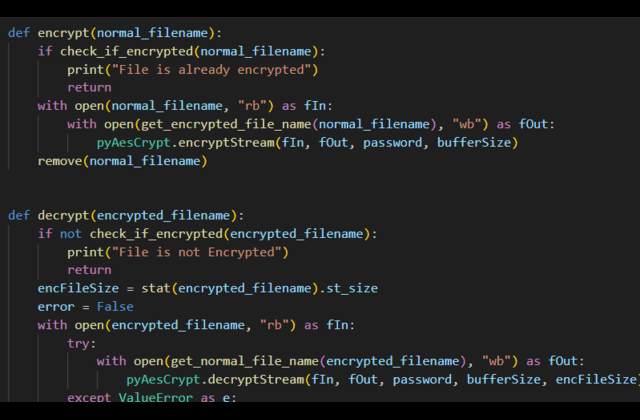 def encrypt(normal_filename):
    if check_if_encrypted(normal_filename):
        print("File is already encrypted")
        return
    with open(normal_filename, "rb") as fIn:
        with open(get_encrypted_file_name(normal_filename), "wb") as fOut:
            pyAesCrypt.encryptStream(fIn, fOut, password, bufferSize)
    remove(normal_filename)
def decrypt(encrypted_filename):
    if not check_if_encrypted(encrypted_filename):
        print("File is not Encrypted")
        return
    encFileSize = stat(encrypted_filename).st_size
    error = False
    with open(encrypted_filename, "rb") as fIn:
        try:
            with open(get_normal_file_name(encrypted_filename), "wb") as fOut:
                pyAesCrypt.decryptStream(fIn, fOut, password, bufferSize, encFileSize)
        except ValueError as e: